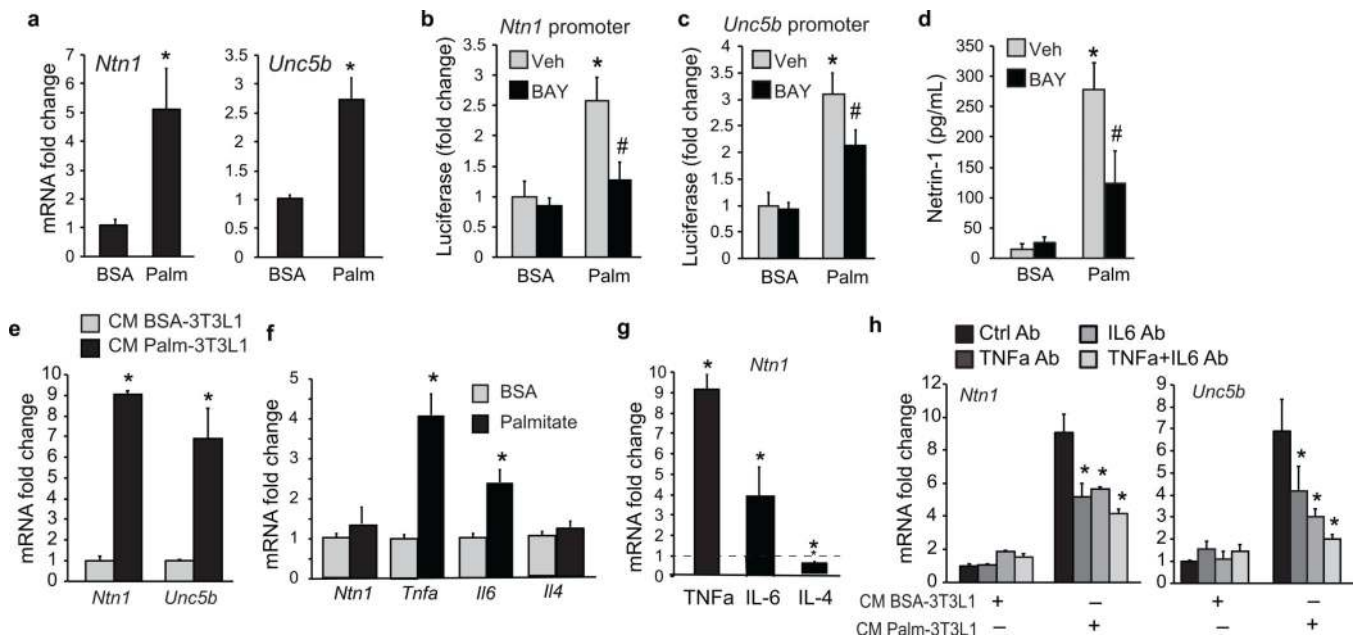 a
Ntn1
mRNA fold change
7
6
5
4
3
2
1
0
*
BSA Palm
Unc5b
3.5
3
2.5
2
1.5
1
0.5
0
*
BSA Palm
b
Ntn1 promoter
Luciferase (fold change)
3.5
3
2.5
2
1.5
1
0.5
0
Veh
BAY
*
#
BSA Palm
c
Unc5b promoter
Luciferase (fold change)
4
3.5
3
2.5
2
1.5
1
0.5
0
Veh
BAY
*
#
BSA Palm
d
Netrin-1 (pg/mL)
350
300
250
200
150
100
50
0
Veh
BAY
*
#
BSA Palm
e
CM BSA-3T3L1
CM Palm-3T3L1
mRNA fold change
10
9
8
7
6
5
4
3
2
1
0
* *
Ntn1 Unc5b
f
mRNA fold change
5
4
3
2
1
0
BSA
Palmitate
* *
Ntn1 Tnfa Il6 Il4
g
Ntn1
mRNA fold change
10
9
8
7
6
5
4
3
2
1
0
* * *
*
TNFa IL-6 IL-4
h
Ctrl Ab IL6 Ab
TNFa Ab TNFa+IL6 Ab
Ntn1
mRNA fold change
12
10
8
6
4
2
0
* * *
Unc5b
mRNA fold change
9
8
7
6
5
4
3
2
1
0
* * *
CM BSA-3T3L1 + – + –
CM Palm-3T3L1 – + – +